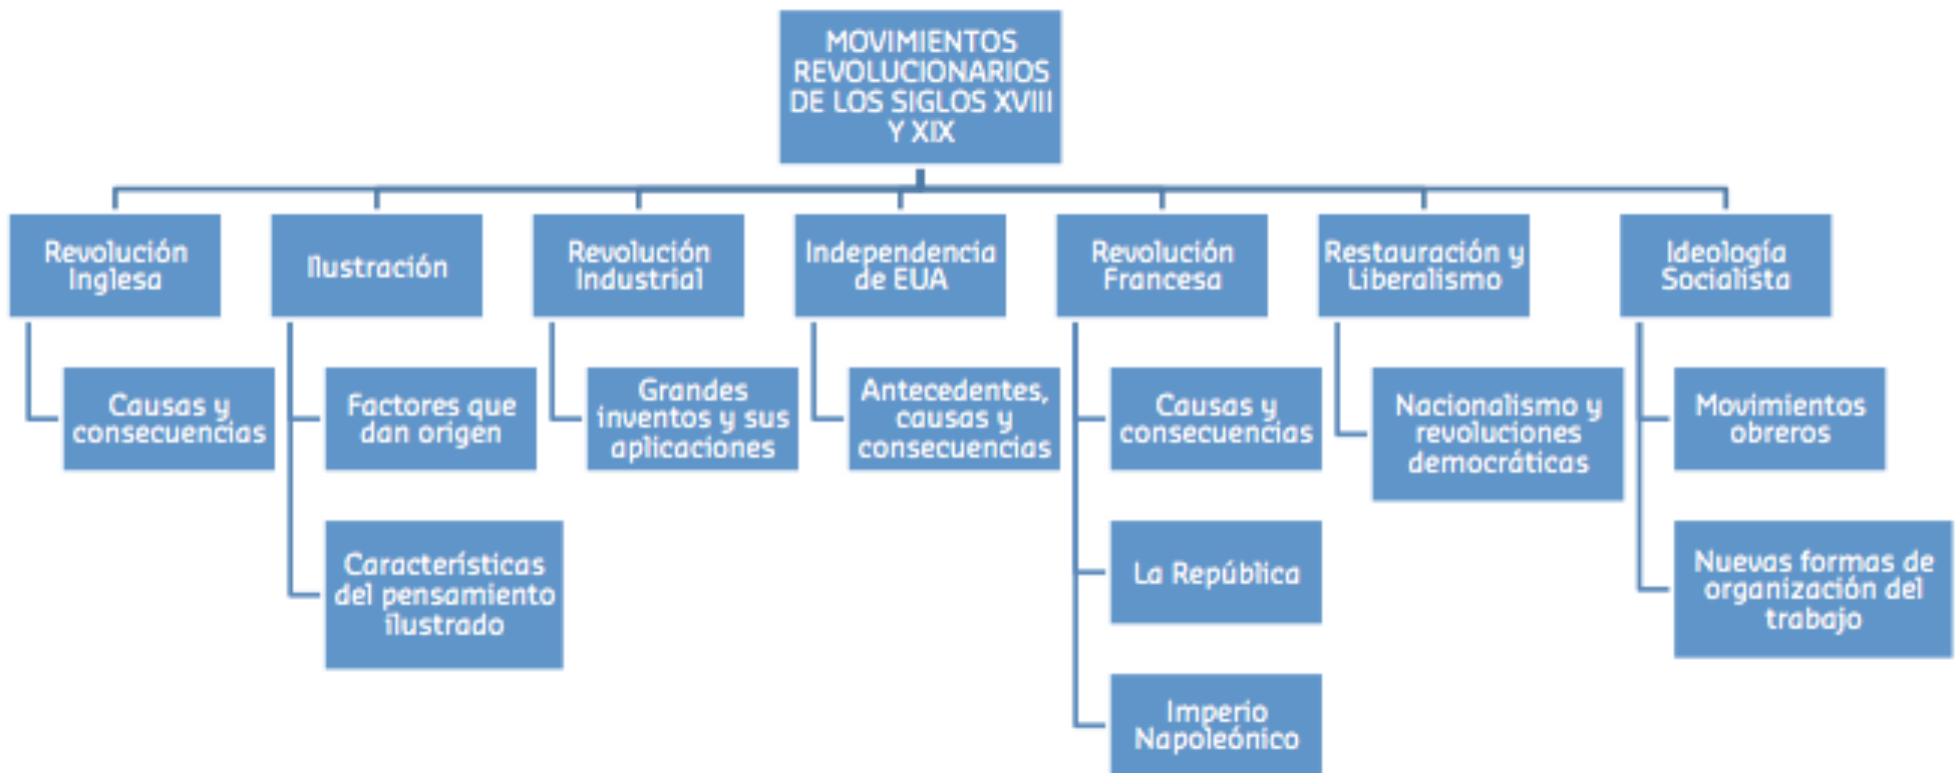 MOVIMIENTOS
REVOLUCIONARIOS
DE LOS SIGLOS XVIII
Y XIX
Revolución
Inglesa
Ilustración
Revolución
Industrial
Independencia
de EUA
Revolución
Francesa
Restauración y
Liberalismo
Ideología
Socialista
Causas y
consecuencias
Factores que
dan origen
Grandes
inventos y sus
aplicaciones
Antecedentes,
causas y
consecuencias
Causas y
consecuencias
Nacionalismo y
revoluciones
democráticas
Movimientos
obreros
Características
del pensamiento
ilustrado
La República
Nuevas formas de
organización del
trabajo
Imperio
Napoleónico